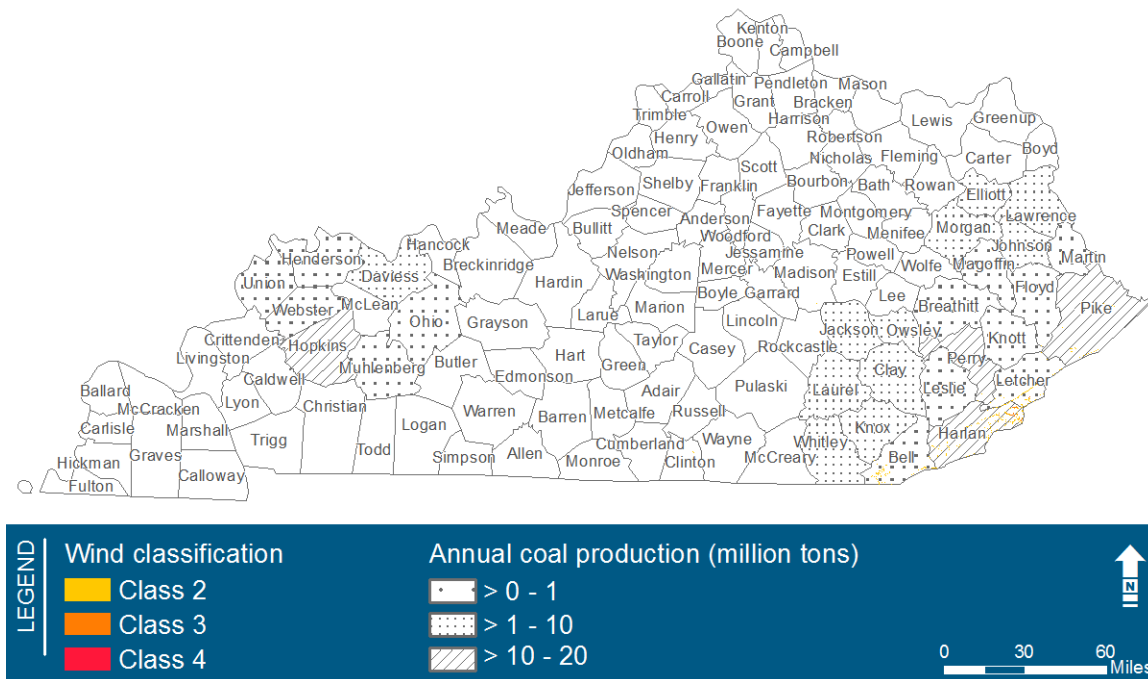 Kenton
Boone
Campbell
Gallatin
Pendleton
Mason
Carroll
Grant
Bracken
Trimble
Owen
Harrison
Lewis
Greenup
Henry
Robertson
Oldham
Nicholas
Fleming
Carter
Boyd
Scott
Jefferson
Shelby
Franklin
Bourbon
Bath
Rowan
Elliott
Spencer
Anderson
Fayette
Montgomery
Lawrence
Meade
Bullitt
Woodford
Clark
Menifee
Morgan
Hancock
Nelson
Jessamine
Powell
Johnson
Henderson
Breckinridge
Washington
Mercer
Madison
Estill
Wolfe
Magoffin
Martin
Union
Daviess
Hardin
Boyle
Garrard
Lee
Floyd
Webster
McLean
Larue
Marion
Breathitt
Pike
Ohio
Grayson
Lincoln
Jackson
Owsley
Crittenden
Hopkins
Taylor
Casey
Rockcastle
Knott
Livingston
Muhlenberg
Butler
Hart
Green
Perry
Caldwell
Edmonson
Clay
Letcher
Ballard
Lyon
Christian
Adair
Pulaski
Laurel
Leslie
McCracken
Warren
Barren
Metcalfe
Russell
Carlisle
Marshall
Logan
Knox
Harlan
Trigg
Todd
Cumberland
Wayne
Whitley
Graves
Simpson
Allen
Monroe
Clinton
McCreary
Bell
Hickman
Calloway
Fulton
LEGEND
Wind classification
Class 2
Class 3
Class 4
Annual coal production (million tons)
> 0 - 1
> 1 - 10
> 10 - 20
N
0 30 60
Miles